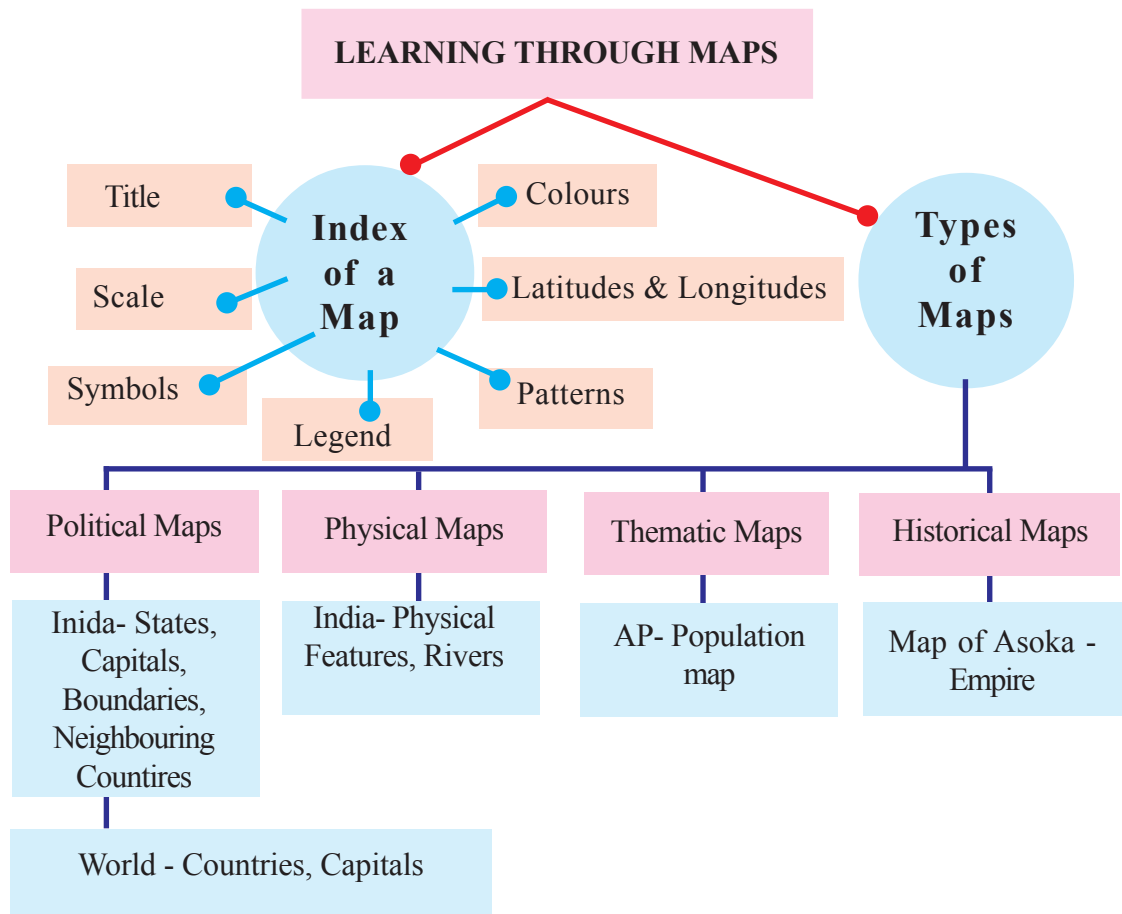 LEARNING THROUGH MAPS
Title
Scale
Symbols
Legend
Index
of a
Map
Colours
Latitudes & Longitudes
Patterns
Types
of
Maps
Political Maps
Physical Maps
Thematic Maps
Historical Maps
Inida- States,
Capitals,
Boundaries,
Neighbouring
Countires
India- Physical
Features, Rivers
AP- Population
map
Map of Asoka -
Empire
World - Countries, Capitals